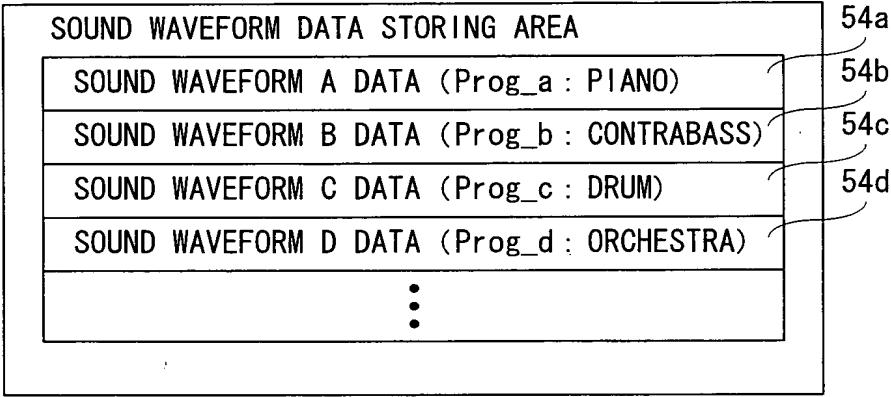 SOUND WAVEFORM DATA STORING AREA
54a
SOUND WAVEFORM A DATA (Prog_a : PIANO)
54b
SOUND WAVEFORM B DATA (Prog_b : CONTRABASS)
54c
SOUND WAVEFORM C DATA (Prog_c : DRUM)
54d
SOUND WAVEFORM D DATA (Prog_d : ORCHESTRA)